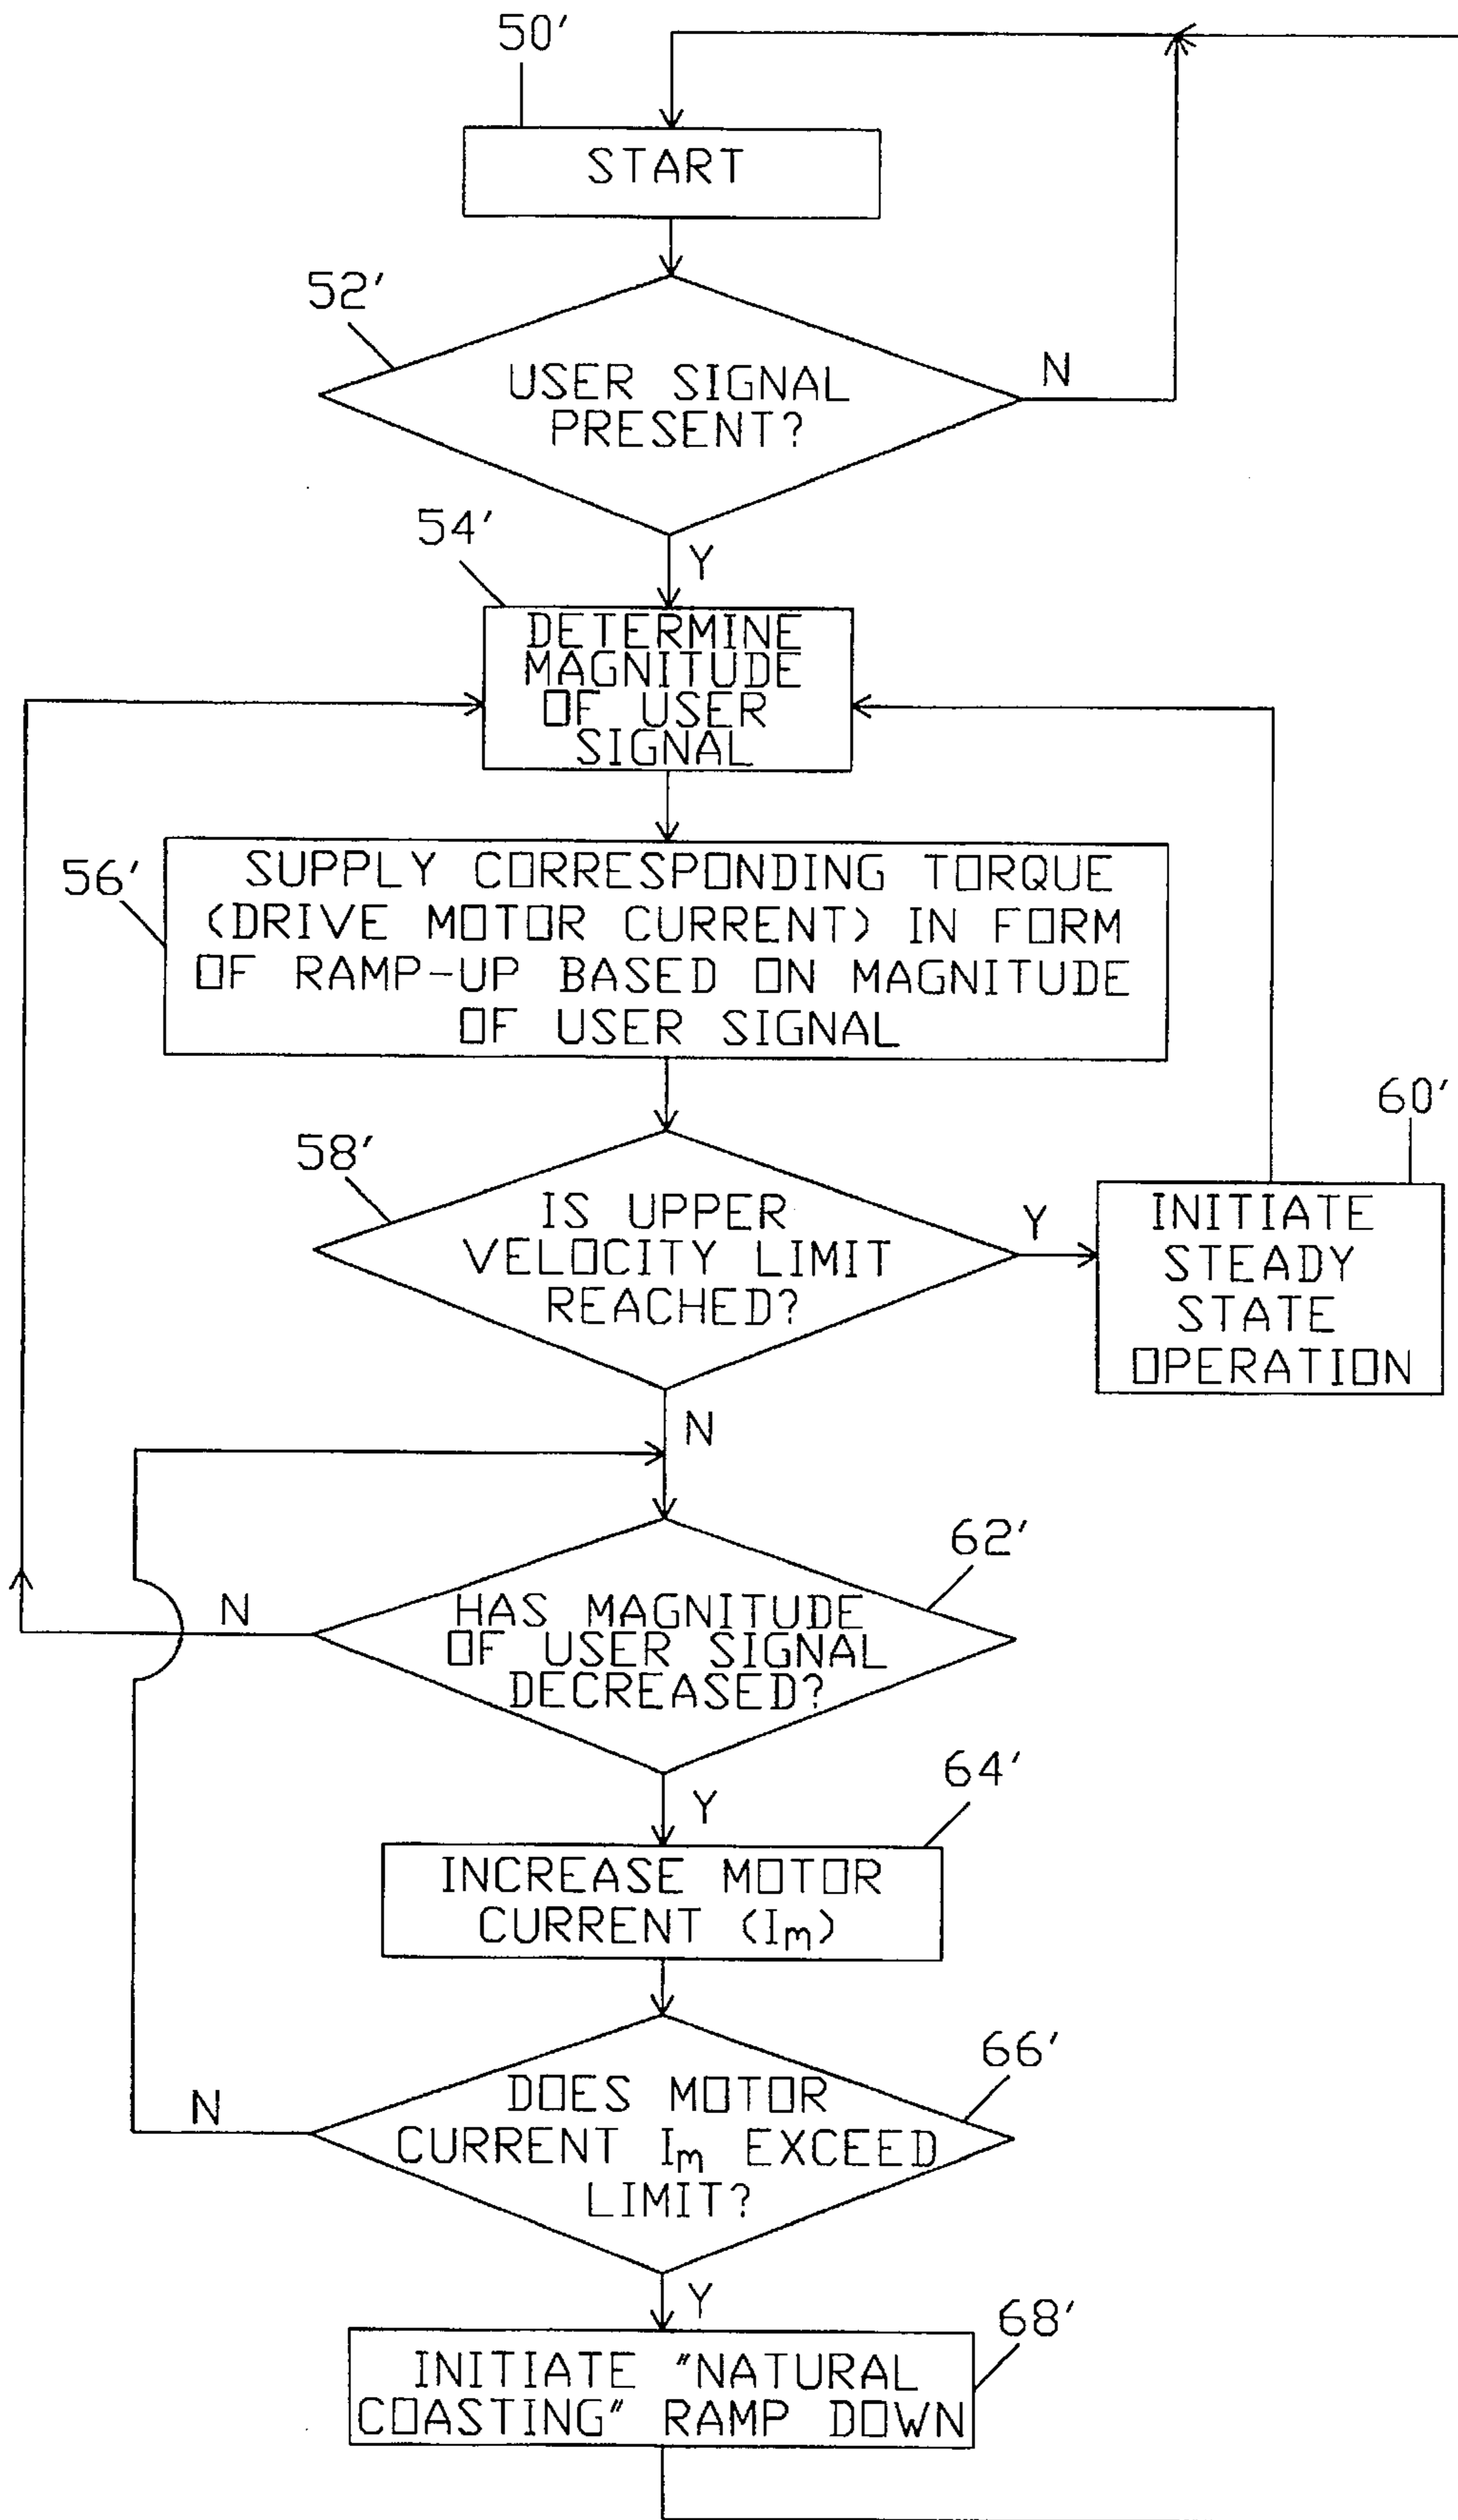 50'
START
52'
USER SIGNAL
PRESENT?
N
54'
Y
DETERMINE
MAGNITUDE
OF USER
SIGNAL
56'
SUPPLY CORRESPONDING TORQUE
(DRIVE MOTOR CURRENT) IN FORM
OF RAMP-UP BASED ON MAGNITUDE
OF USER SIGNAL
60'
58'
IS UPPER
VELOCITY LIMIT
REACHED?
Y
INITIATE
STEADY
STATE
OPERATION
N
62'
N
HAS MAGNITUDE
OF USER SIGNAL
DECREASED?
64'
Y
INCREASE MOTOR
CURRENT (Im)
66'
N
DOES MOTOR
CURRENT Im EXCEED
LIMIT?
Y
68'
INITIATE "NATURAL
COASTING" RAMP DOWN